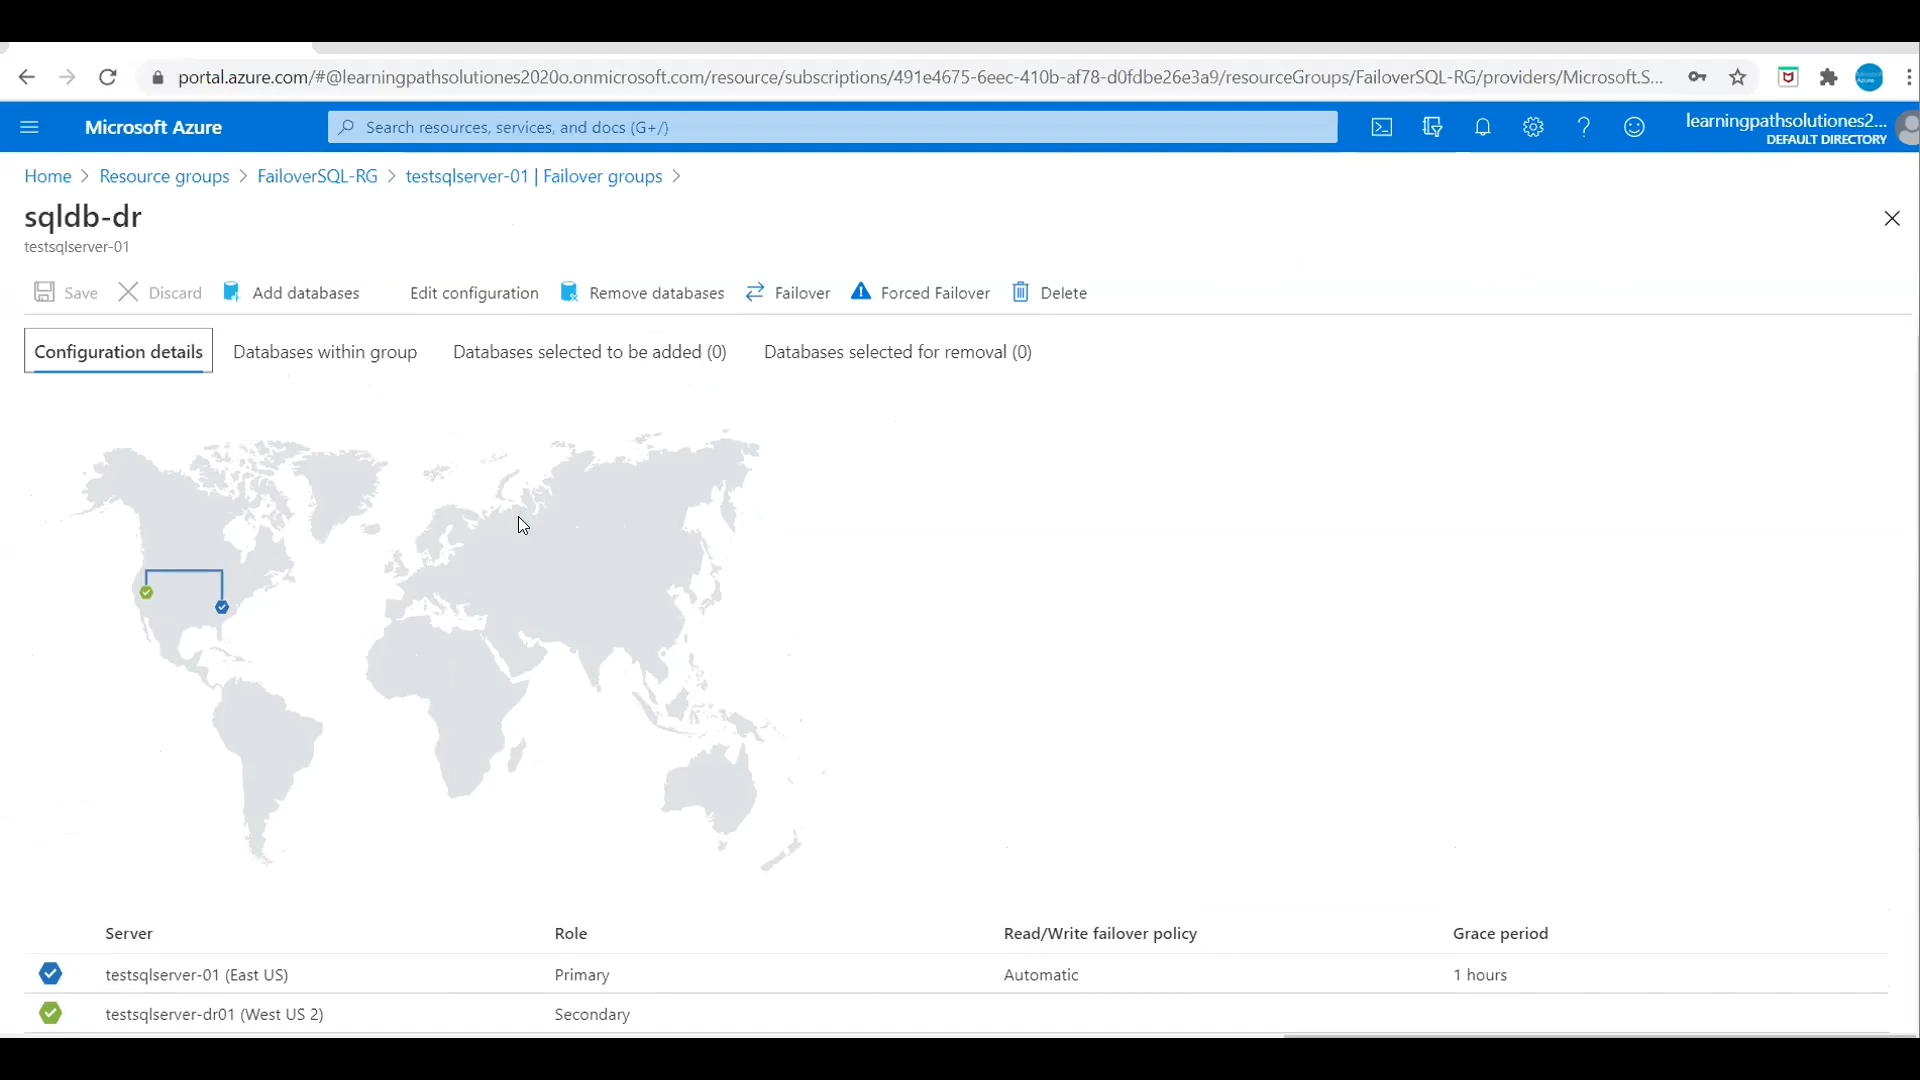 portal.azure.com/#@learningpathsolutiones2020o.onmicrosoft.com/resource/subscriptions/491e4675-6eec-410b-af78-d0fdbe26e3a9/resourceGroups/FailoverSQL-RG/providers/Microsoft.S...
Microsoft Azure
Search resources, services, and docs (G+/)
learningpathsolutiones2...
DEFAULT DIRECTORY
Home > Resource groups > FailoverSQL-RG > testsqlserver-01 | Failover groups >
sqldb-dr
testsqlserver-01
Save Discard Add databases Edit configuration Remove databases Failover Forced Failover Delete
Configuration details Databases within group Databases selected to be added (0) Databases selected for removal (0)
Server Role Read/Write failover policy Grace period
testsqlserver-01 (East US) Primary Automatic 1 hours
testsqlserver-dr01 (West US 2) Secondary